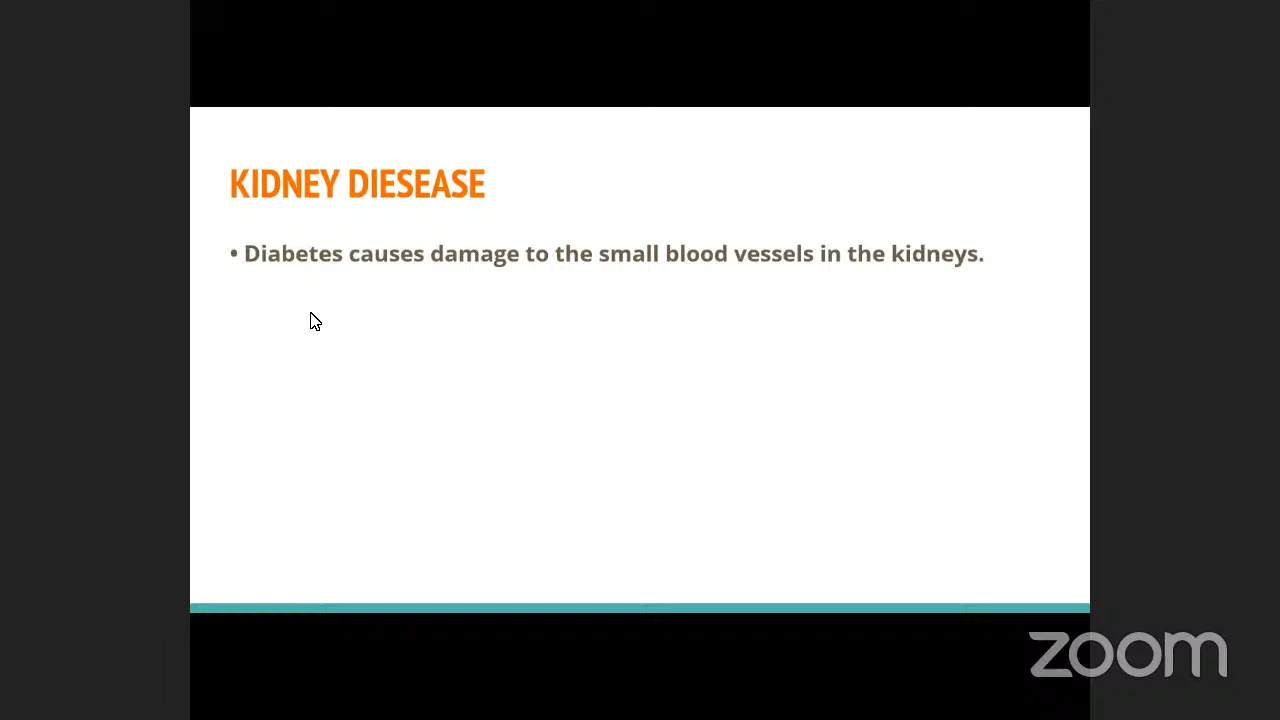 KIDNEY DIESEASE
• Diabetes causes damage to the small blood vessels in the kidneys.
zoom